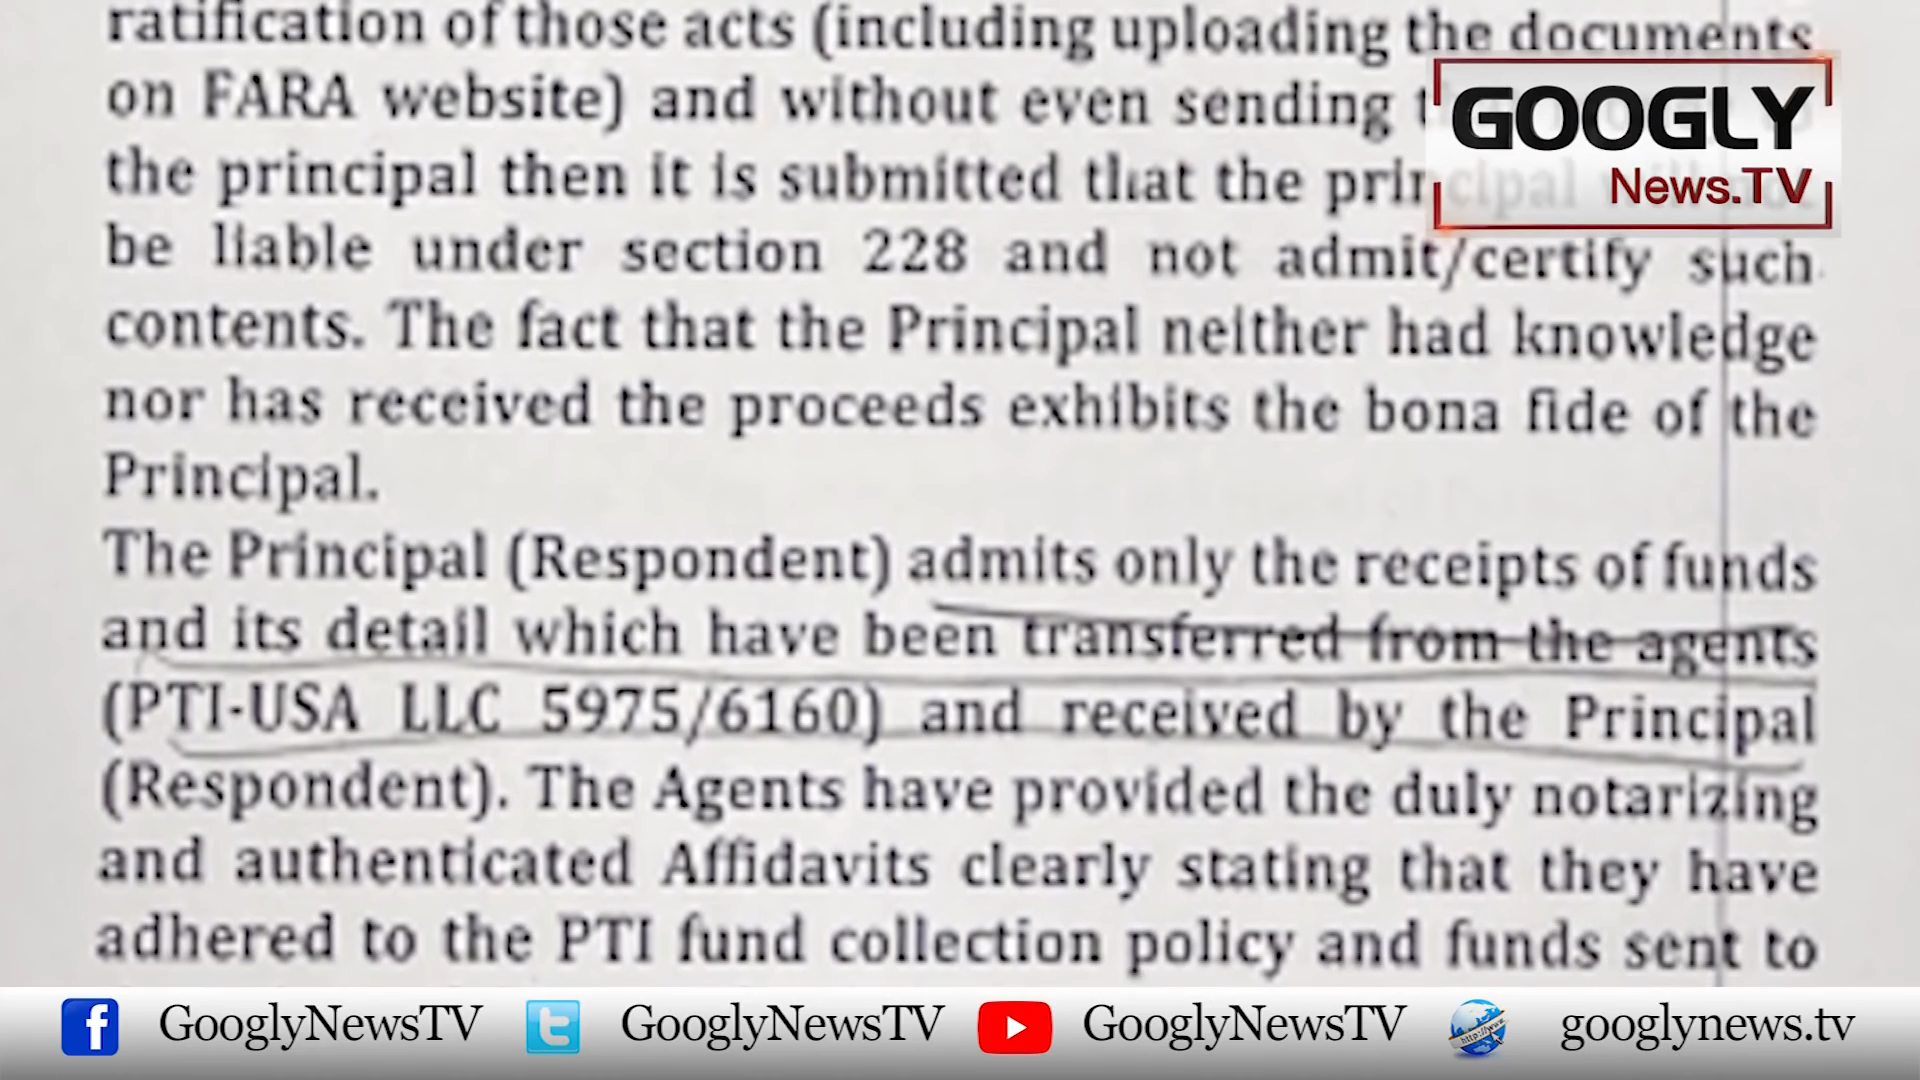 ratification of those acts (including uploading the documents
on FARA website) and without even sending
the principal then it is submitted that the principal
be liable under section 228 and not admit/certify such
contents. The fact that the Principal neither had knowledge
nor has received the proceeds exhibits the bona fide of the
Principal.
The Principal (Respondent) admits only the receipts of funds
and its detail which have been transferred from the agents
(PTI-USA LLC 5975/6160) and received by the Principal
(Respondent). The Agents have provided the duly notarizing
and authenticated Affidavits clearly stating that they have
adhered to the PTI fund collection policy and funds sent to
GOOGLY
News.TV
GooglyNewsTV
GooglyNewsTV
GooglyNewsTV
http://www.
googlynews.tv